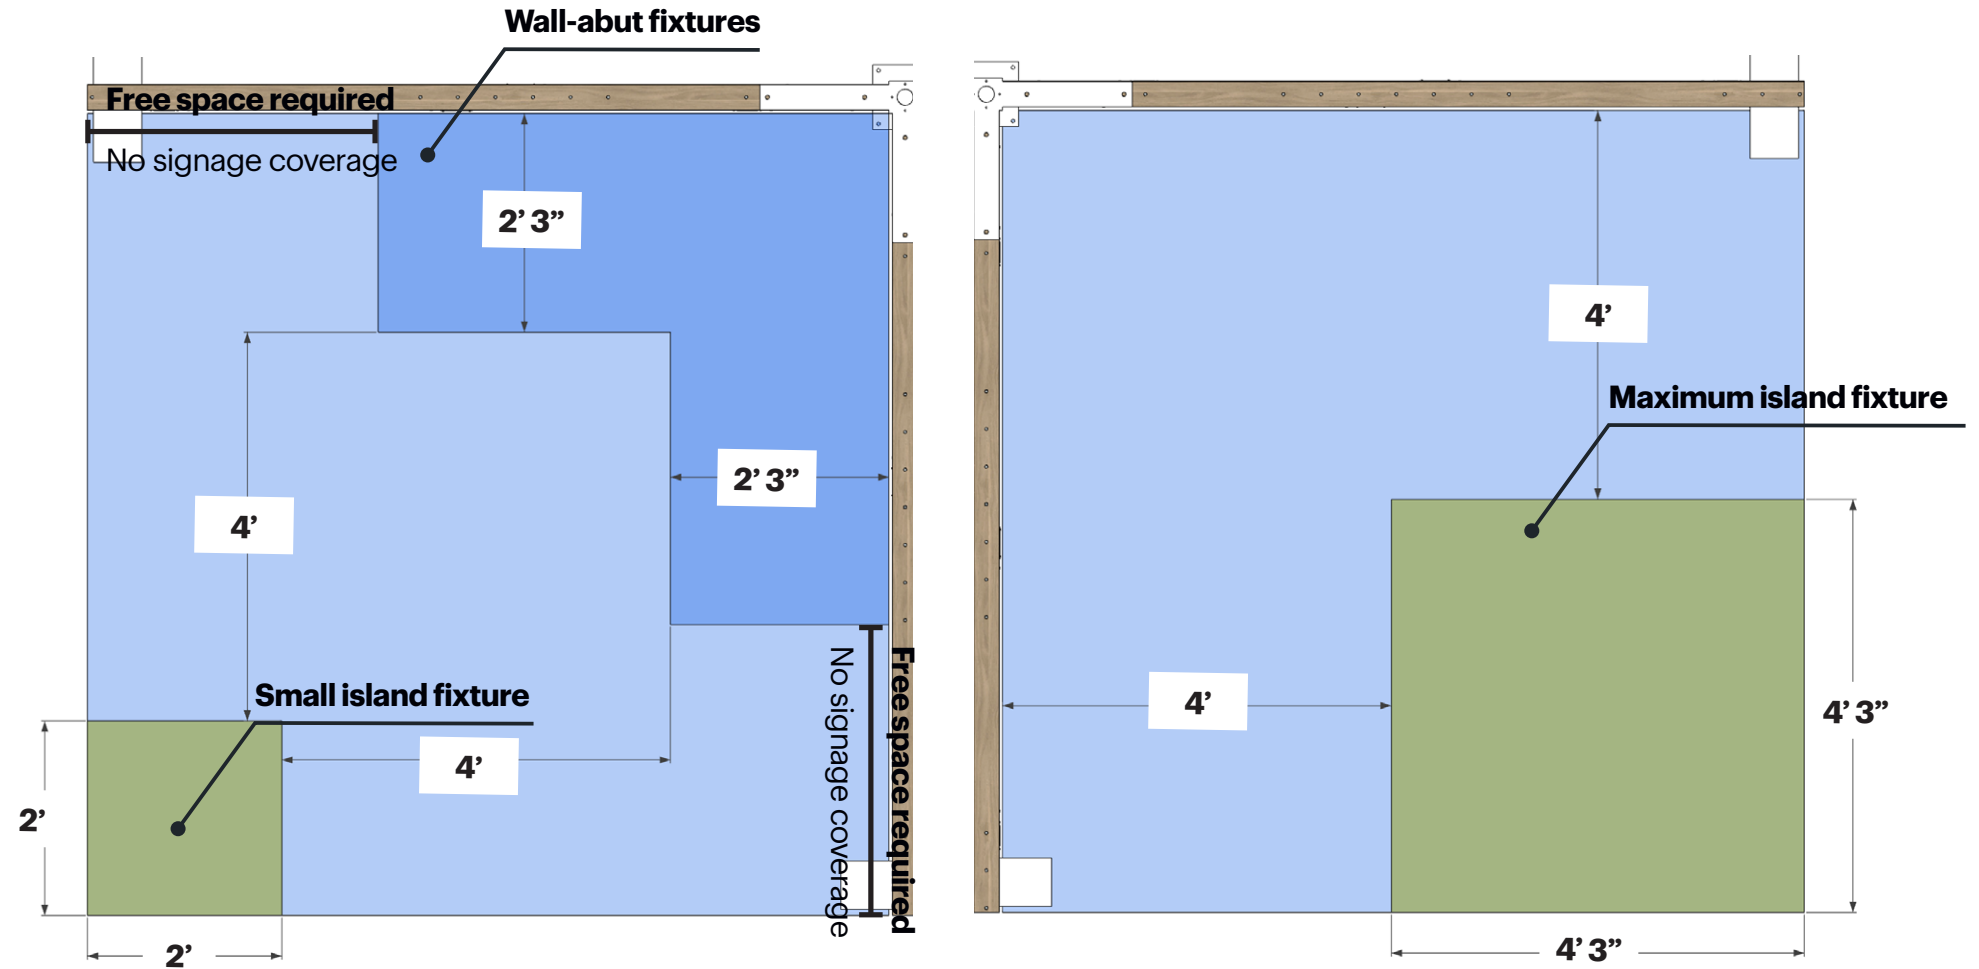 Wall-abut fixtures
Free space required
No signage coverage
2’ 3”
2’ 3”
4’
Small island fixture
4’
2’
2’
No signage coverage
Free space required
4’
Maximum island fixture
4’
4’ 3”
4’ 3”